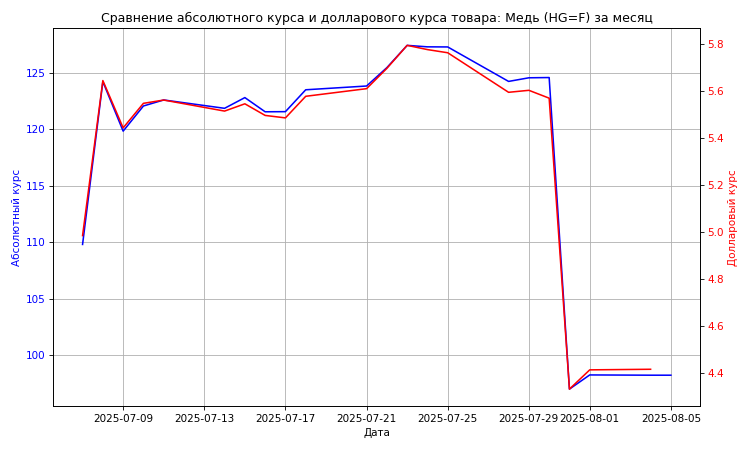 Сравнение абсолютного курса и долларового курса товара: Медь (HG=F) за месяц
Абсолютный курс
125
120
115
110
105
100
5.8
5.6
5.4
5.2
5.0
4.8
4.6
4.4
Долларовый курс
2025-07-09 2025-07-13 2025-07-17 2025-07-21 2025-07-25 2025-07-29 2025-08-01 2025-08-05
Дата